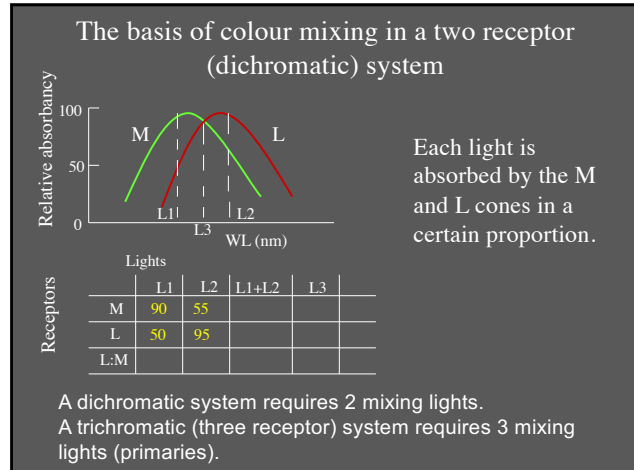 The basis of colour mixing in a two receptor
(dichromatic) system
Relative absorbancy
100
50
0
M
L
L1
L2
L3
WL (nm)
Each light is
absorbed by the M
and L cones in a
certain proportion.
Lights
Receptors
L1 L2 L1+L2 L3
M 90 55
L 50 95
L:M
A dichromatic system requires 2 mixing lights.
A trichromatic (three receptor) system requires 3 mixing
lights (primaries).